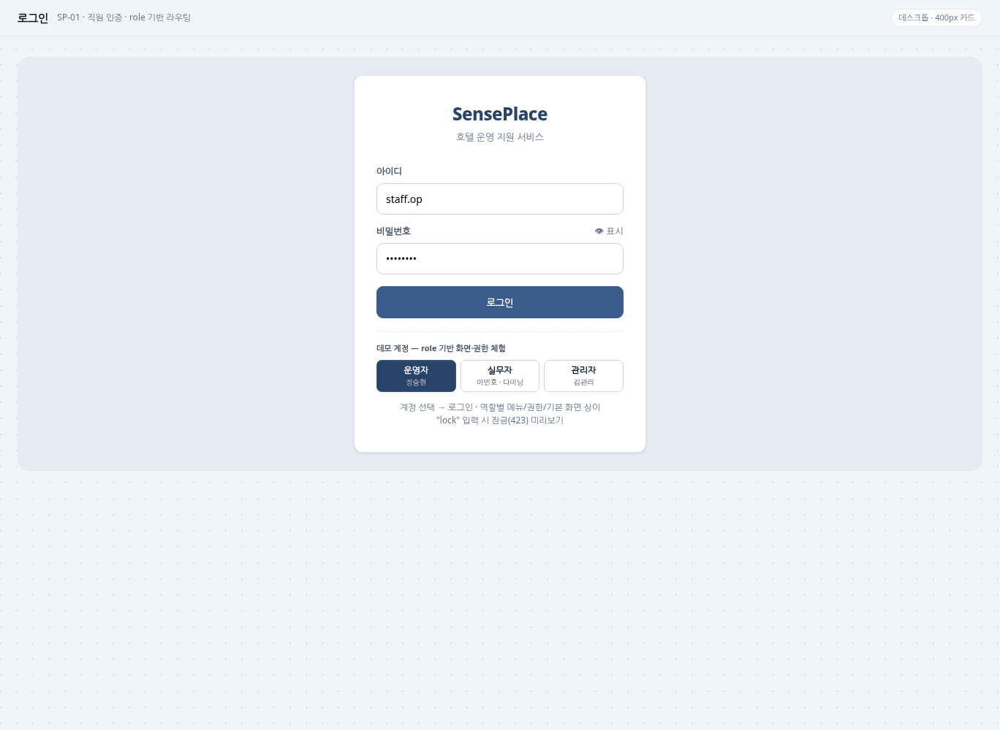 로그인 SP-01 · 직원 인증 · role 기반 라우팅
데스크톱 · 400px 카드
SensePlace
호텔 운영 지원 서비스
아이디
staff.op
비밀번호
👁 표시
••••••••
로그인
데모 계정 — role 기반 화면·권한 체험
운영자
정승현
실무자
이민호 · 다이닝
관리자
김관리
계정 선택 → 로그인 · 역할별 메뉴/권한/기본 화면 상이
"lock" 입력 시 잠금(423) 미리보기